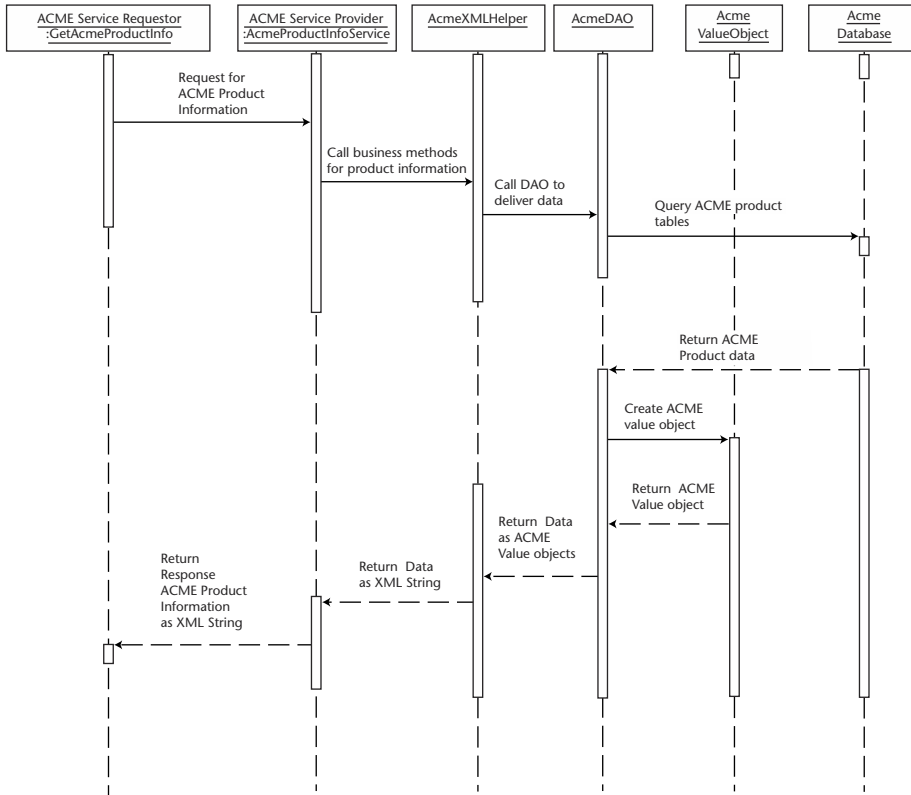 ACME Service Requestor
:GetAcmeProductInfo
ACME Service Provider
:AcmeProductInfoService
AcmeXMLHelper
AcmeDAO
Acme
ValueObject
Acme
Database
Request for
ACME Product
Information
Call business methods
for product information
Call DAO to
deliver data
Query ACME product
tables
Return ACME
Product data
Create ACME
value object
Return ACME
Value object
Return Data
as ACME
Value objects
Return Data
as XML String
Return
Response
ACME Product
Information
as XML String